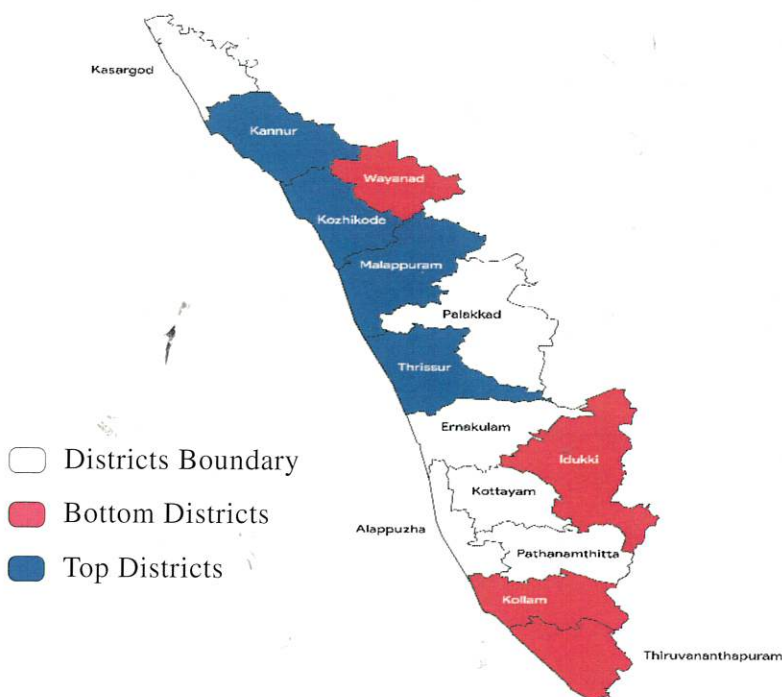 Kasargod
Kannur
Wayanad
Kozhikode
Malappuram
Palakkad
Thrissur
Ernakulam
Idukki
Kottayam
Alappuzha
Pathanamthitta
Kollam
Thiruvananthapuram
Districts Boundary
Bottom Districts
Top Districts